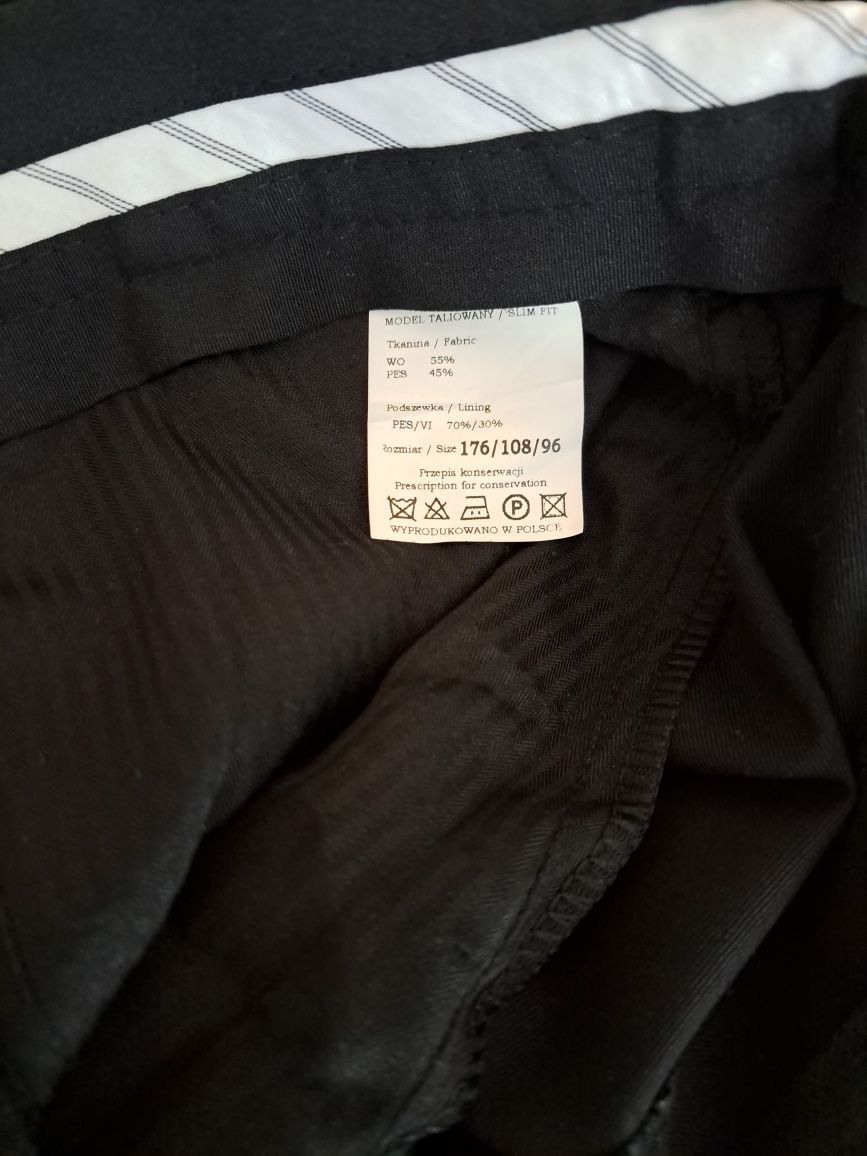 MODEL TALIOWANY / SLIM FIT
Tkanina / Fabric
WO 55%
PES 45%
Podszewka / Lining
PES/VI 70%/30%
Rozmiar / Size 176/108/96
Przepis konserwacji
Prescription for conservation
P
WYPRODUKOWANO W POLSCE